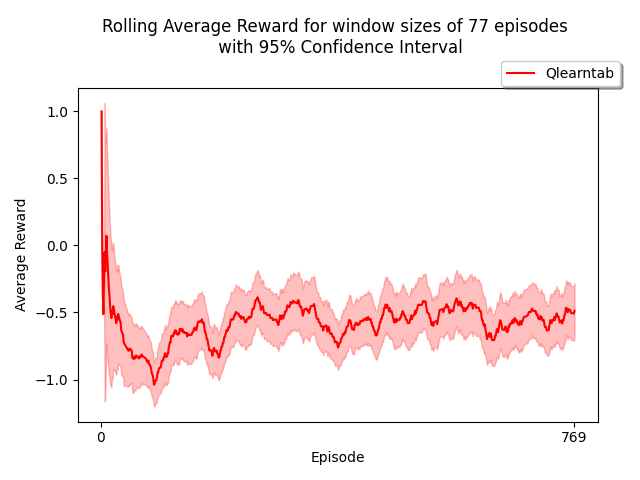 Rolling Average Reward for window sizes of 77 episodes
with 95% Confidence Interval
Qlearntab
1.0
0.5
0.0
−0.5
−1.0
Average Reward
0
769
Episode